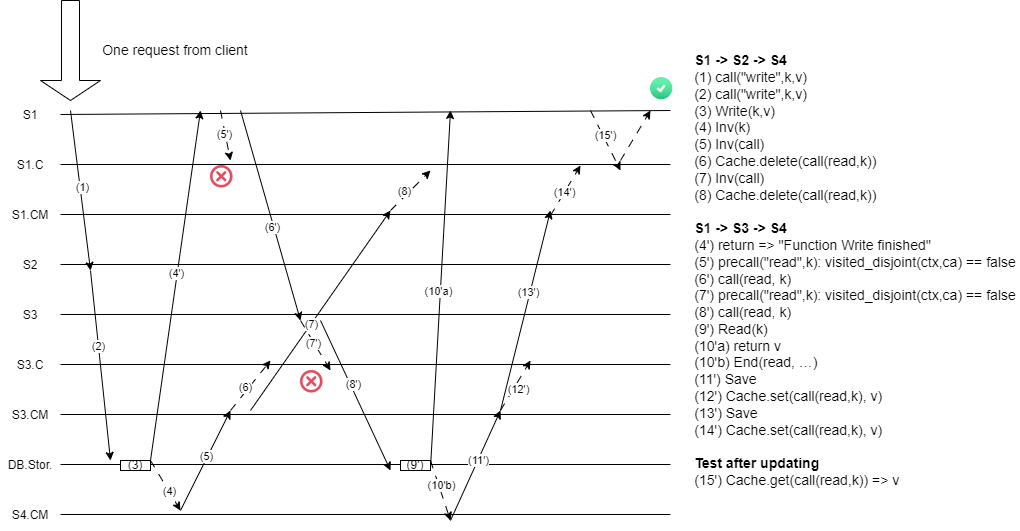 One request from client
S1
S1.C
S1.CM
S2
S3
S3.C
S3.CM
DB.Stor.
S4.CM
(1)
(2)
(3)
(4)
(4')
(5)
(5')
(6)
(6')
(7)
(7')
(8)
(8')
(9')
(10'a)
(10'b)
(11')
(12')
(13')
(14')
(15')
S1 -> S2 -> S4
(1) call("write",k,v)
(2) call("write",k,v)
(3) Write(k,v)
(4) Inv(k)
(5) Inv(call)
(6) Cache.delete(call(read,k))
(7) Inv(call)
(8) Cache.delete(call(read,k))
S1 -> S3 -> S4
(4') return => "Function Write finished"
(5') precall("read",k): visited_disjoint(ctx,ca) == false
(6') call(read, k)
(7') precall("read",k): visited_disjoint(ctx,ca) == false
(8') call(read, k)
(9') Read(k)
(10'a) return v
(10'b) End(read, …)
(11') Save
(12') Cache.set(call(read,k), v)
(13') Save
(14') Cache.set(call(read,k), v)
Test after updating
(15') Cache.get(call(read,k)) => v